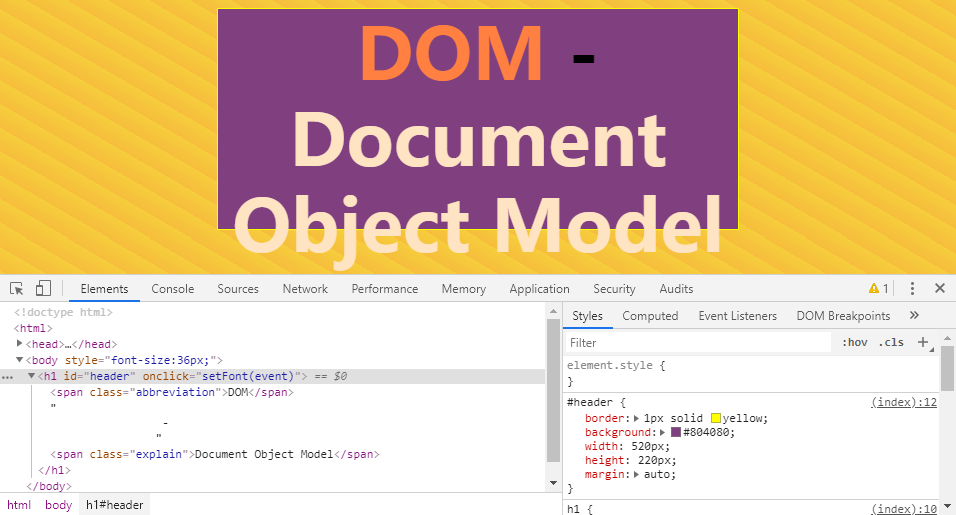 DOM -
Document
Object Model
Elements Console Sources Network Performance Memory Application Security Audits 1
<!doctype html>
<html>
<head>…</head>
<body style="font-size:36px;">
… <h1 id="header" onclick="setFont(event)"> == $0
<span class="abbreviation">DOM</span>
"
-
"
<span class="explain">Document Object Model</span>
</h1>
</body>
html body h1#header
Styles Computed Event Listeners DOM Breakpoints »
Filter :hov .cls +
element.style {
}
#header { (index):12
border: 1px solid yellow;
background: #804080;
width: 520px;
height: 220px;
margin: auto;
}
h1 { (index):10